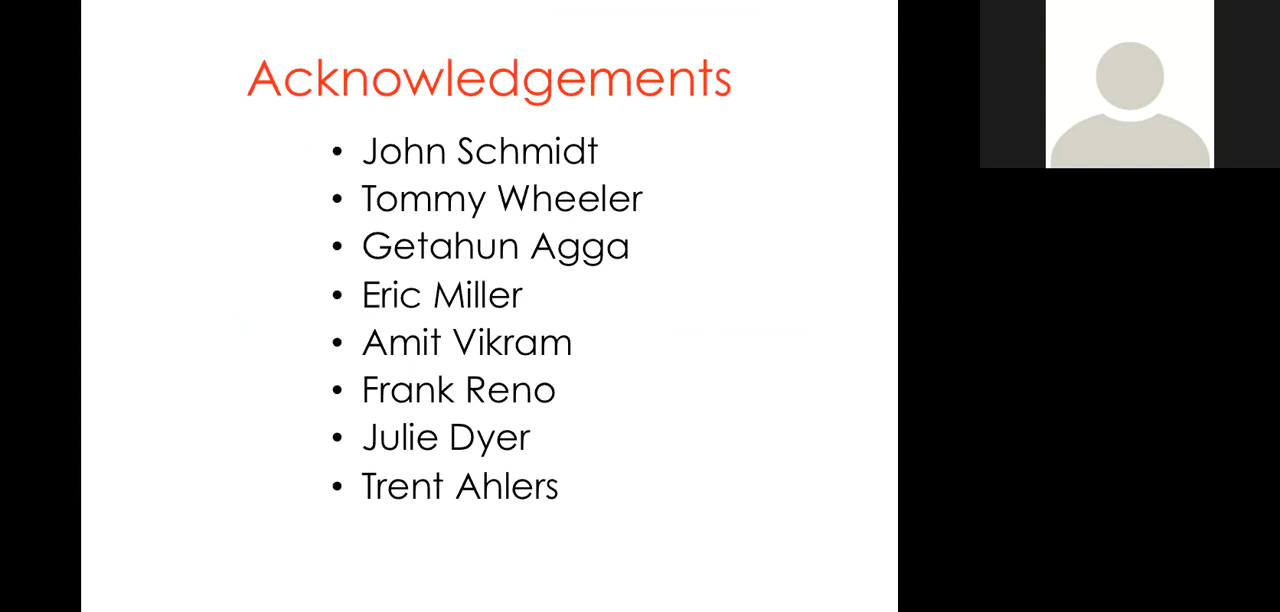 Acknowledgements
• John Schmidt
• Tommy Wheeler
• Getahun Agga
• Eric Miller
• Amit Vikram
• Frank Reno
• Julie Dyer
• Trent Ahlers